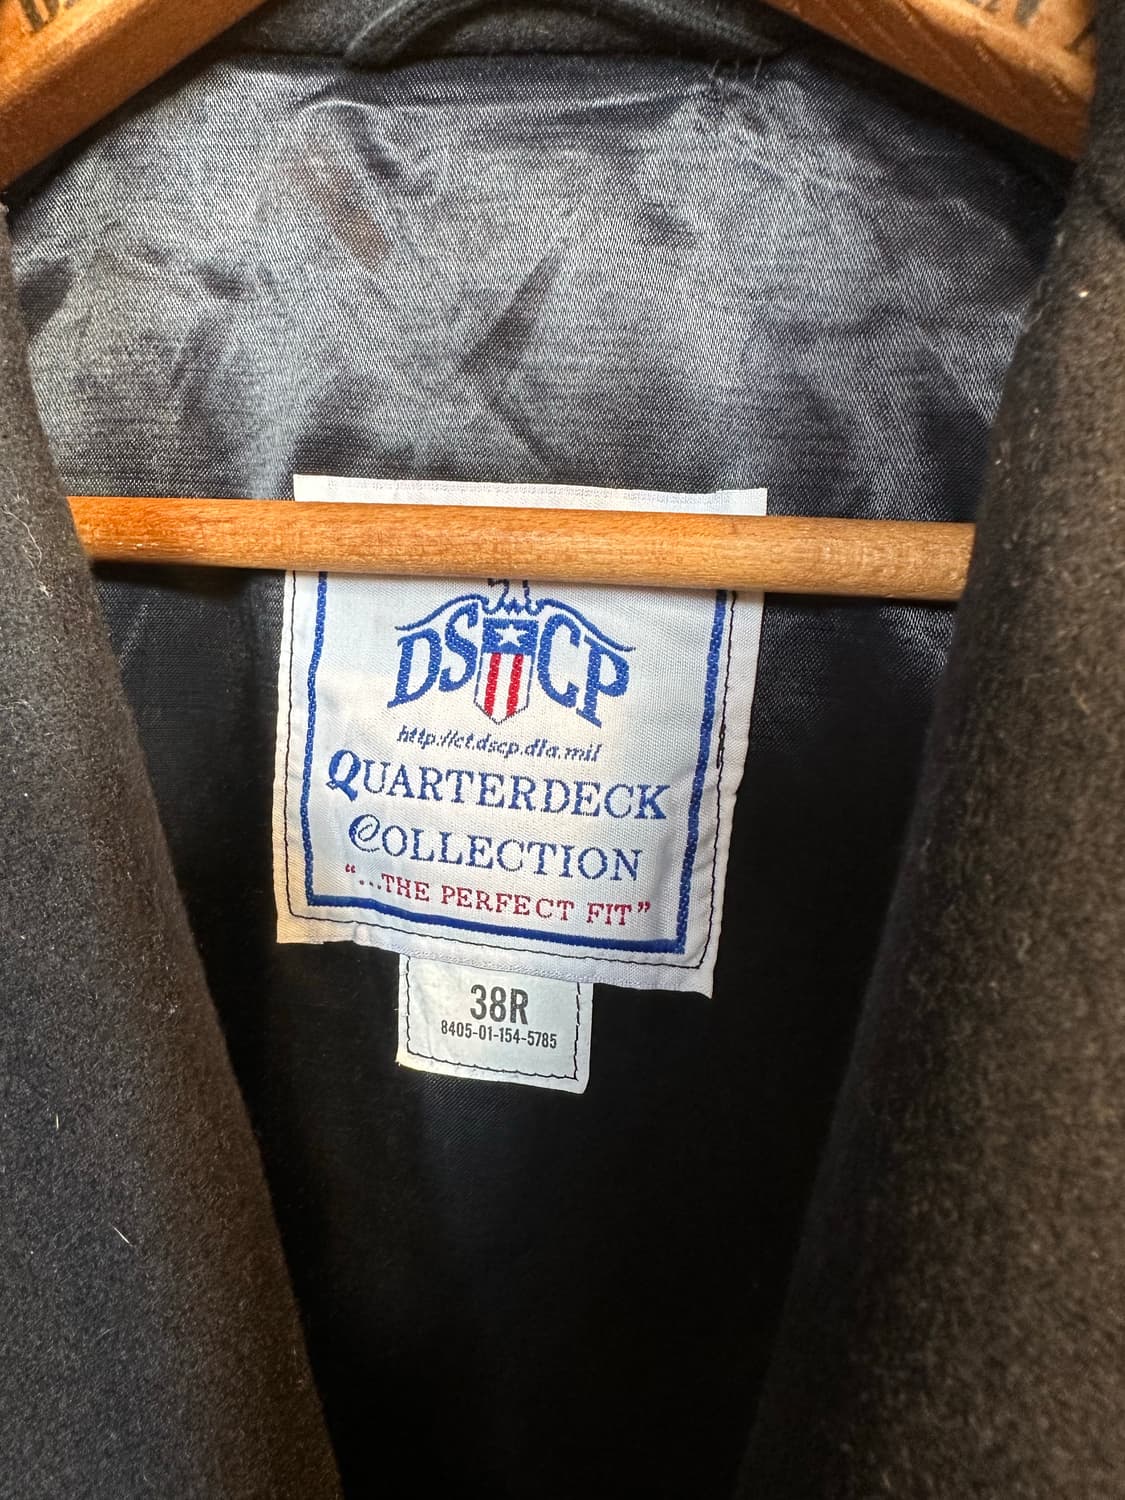 DSCP
http://ct.dscp.dla.mil
QUARTERDECK
COLLECTION
"...THE PERFECT FIT"
38R
8405-01-154-5785